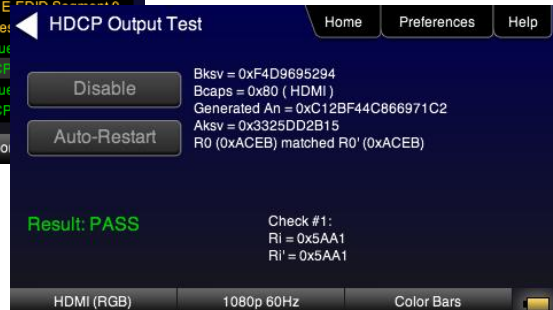 HDCP Output Test
Home
Preferences
Help
Disable
Auto-Restart
Bksv = 0xF4D9695294
Bcaps = 0x80 ( HDMI )
Generated An = 0xC12BF44C866971C2
Aksv = 0x3325DD2B15
R0 (0xACEB) matched R0' (0xACEB)
Result: PASS
Check #1:
Ri = 0x5AA1
Ri' = 0x5AA1
HDMI (RGB)
1080p 60Hz
Color Bars